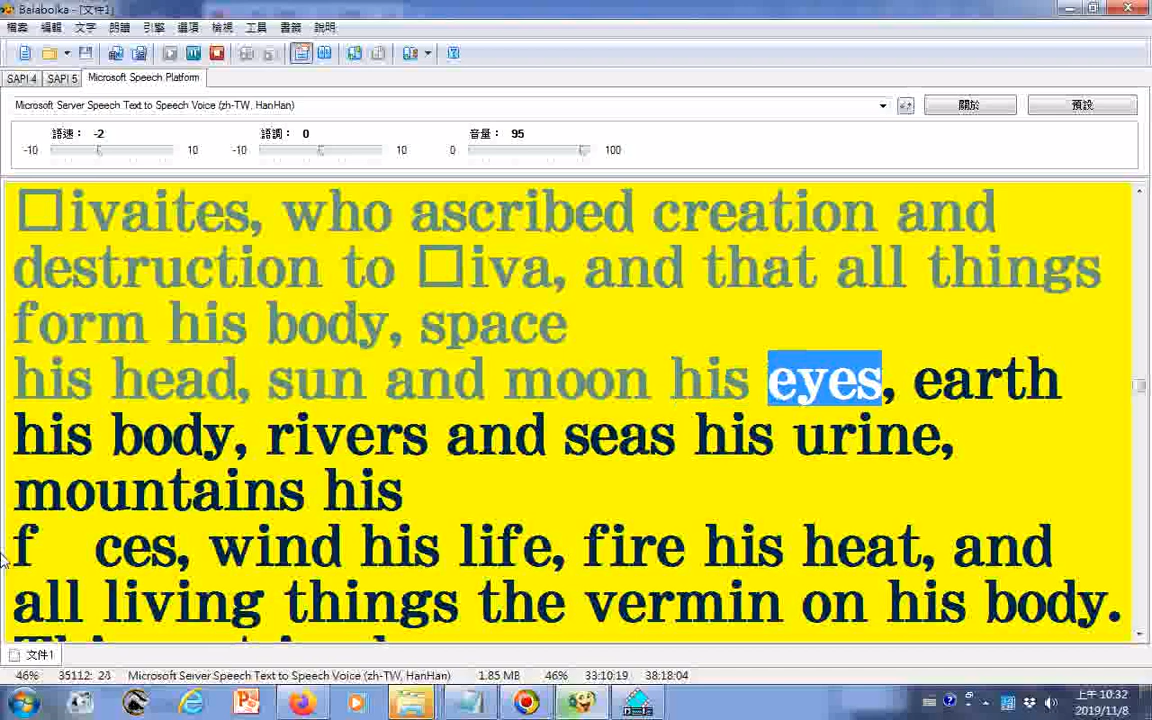 Balabolka - [文件1]
檔案 編輯 文字 朗讀 引擎 選項 檢視 工具 書籤 說明
SAPI 4 SAPI 5 Microsoft Speech Platform
Microsoft Server Speech Text to Speech Voice (zh-TW, HanHan) 關於 預設
語速： -2 語調： 0 音量： 95
-10 10 -10 10 0 100
□ivaites, who ascribed creation and
destruction to □iva, and that all things
form his body, space
his head, sun and moon his eyes, earth
his body, rivers and seas his urine,
mountains his
f ces, wind his life, fire his heat, and
all living things the vermin on his body.
文件1
46% 35112: 28 Microsoft Server Speech Text to Speech Voice (zh-TW, HanHan) 1.85 MB 46% 33:10:19 38:18:04
上午 10:32
2019/11/8